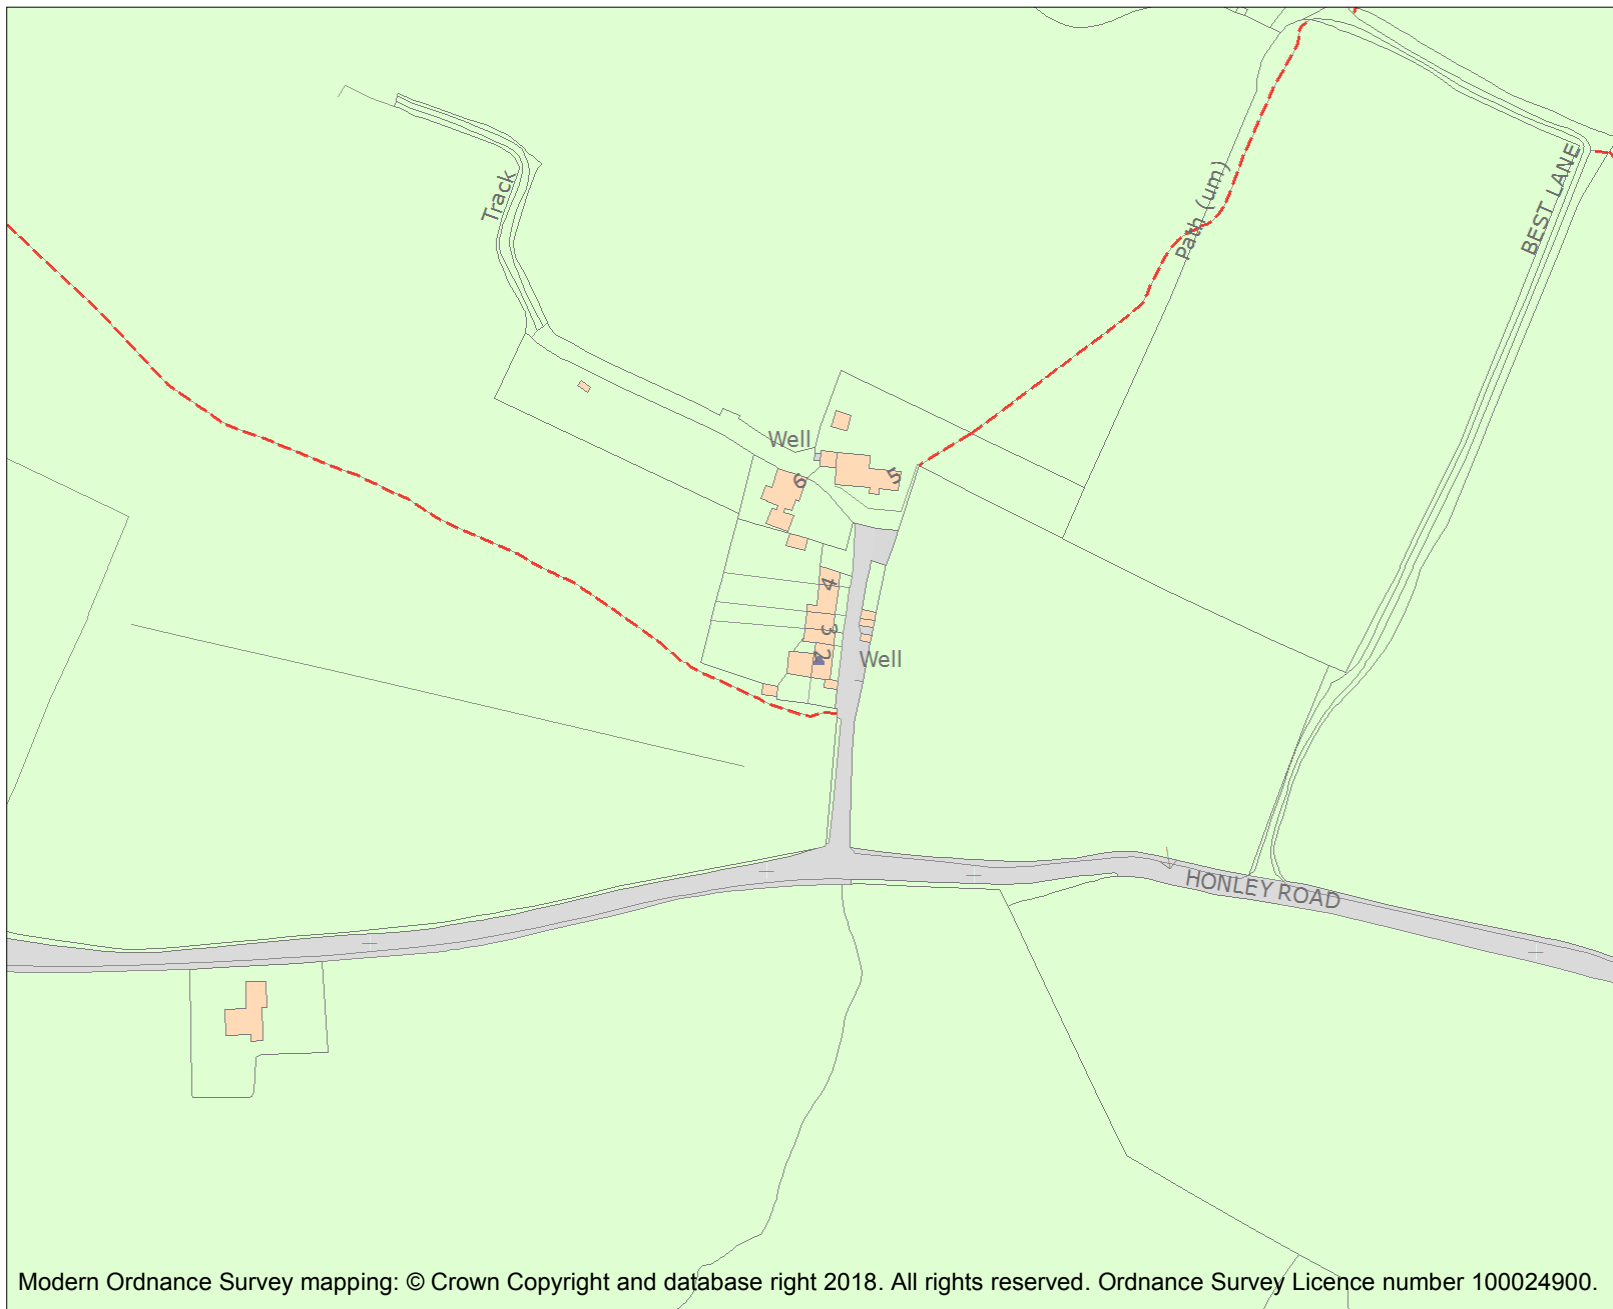 Track
Path (um)
BEST LANE
Well
6
5
4
3
2
Well
HONLEY ROAD
Modern Ordnance Survey mapping: © Crown Copyright and database right 2018. All rights reserved. Ordnance Survey Licence number 100024900.